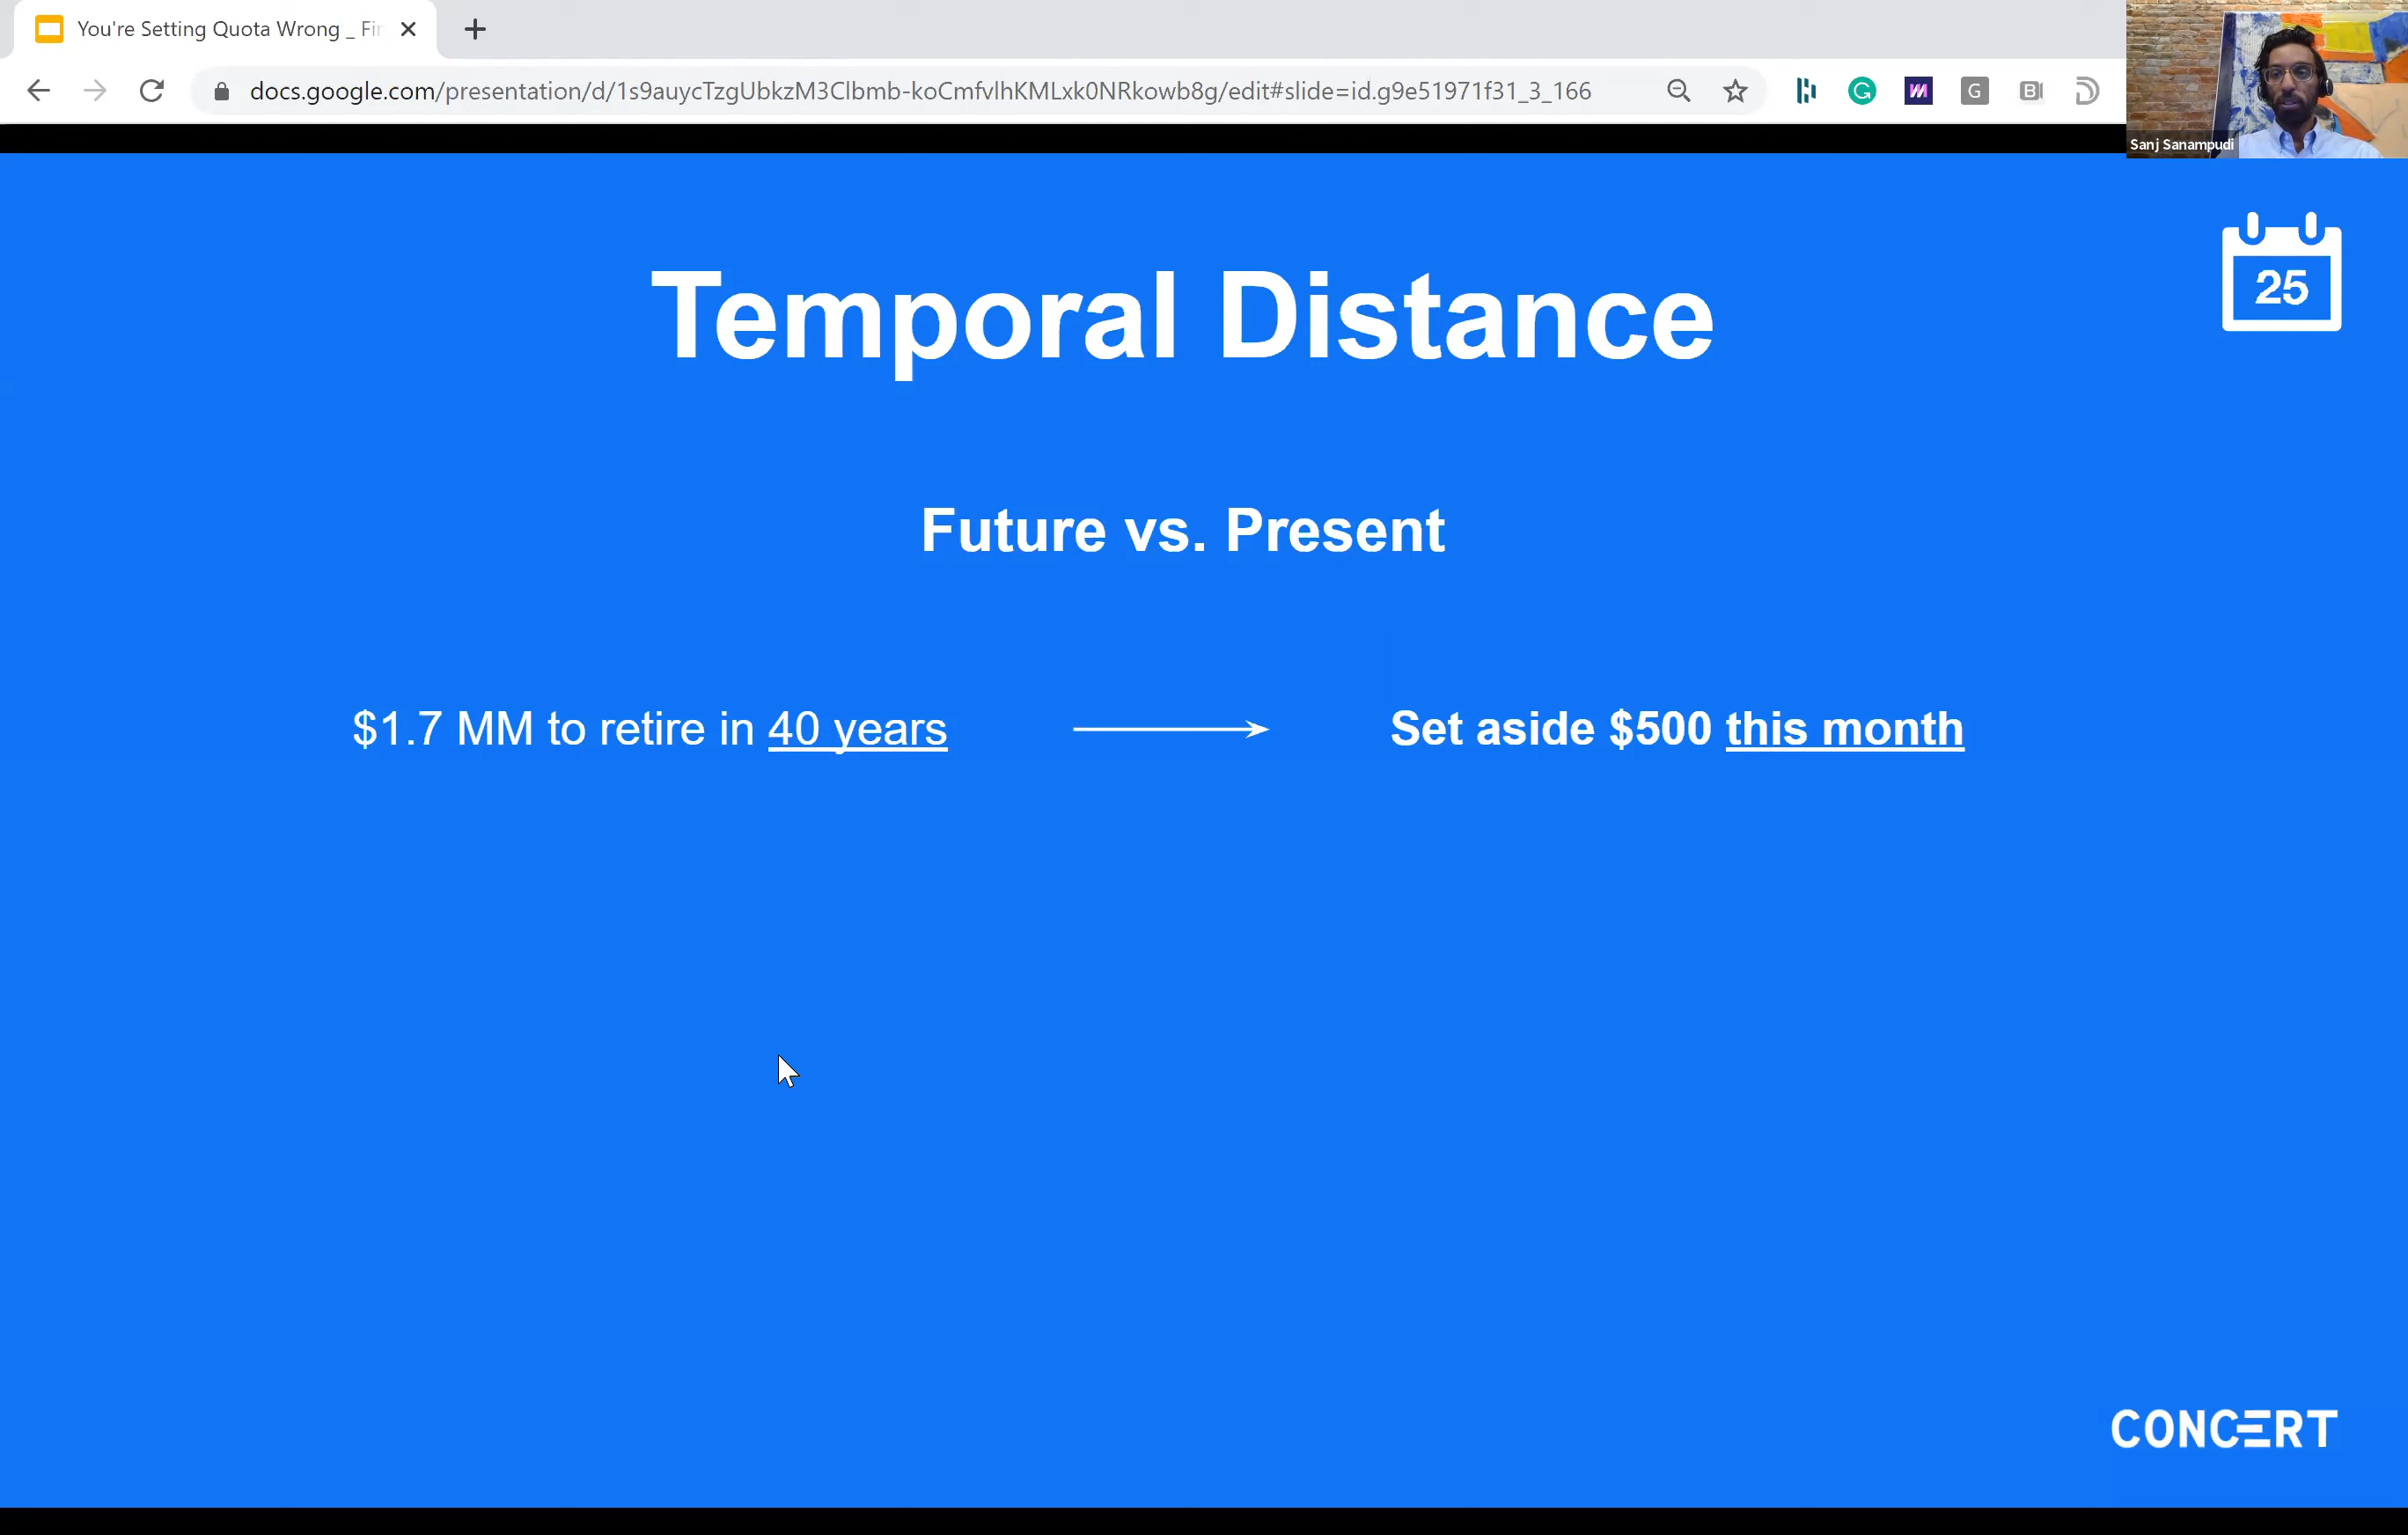 You're Setting Quota Wrong _ Fi
docs.google.com/presentation/d/1s9auycTzgUbkzM3Clbmb-koCmfvlhKMLxk0NRkowb8g/edit#slide=id.g9e51971f31_3_166
G
B
Sanj Sanampudi
25
Temporal Distance
Future vs. Present
$1.7 MM to retire in 40 years
Set aside $500 this month
CONCERT